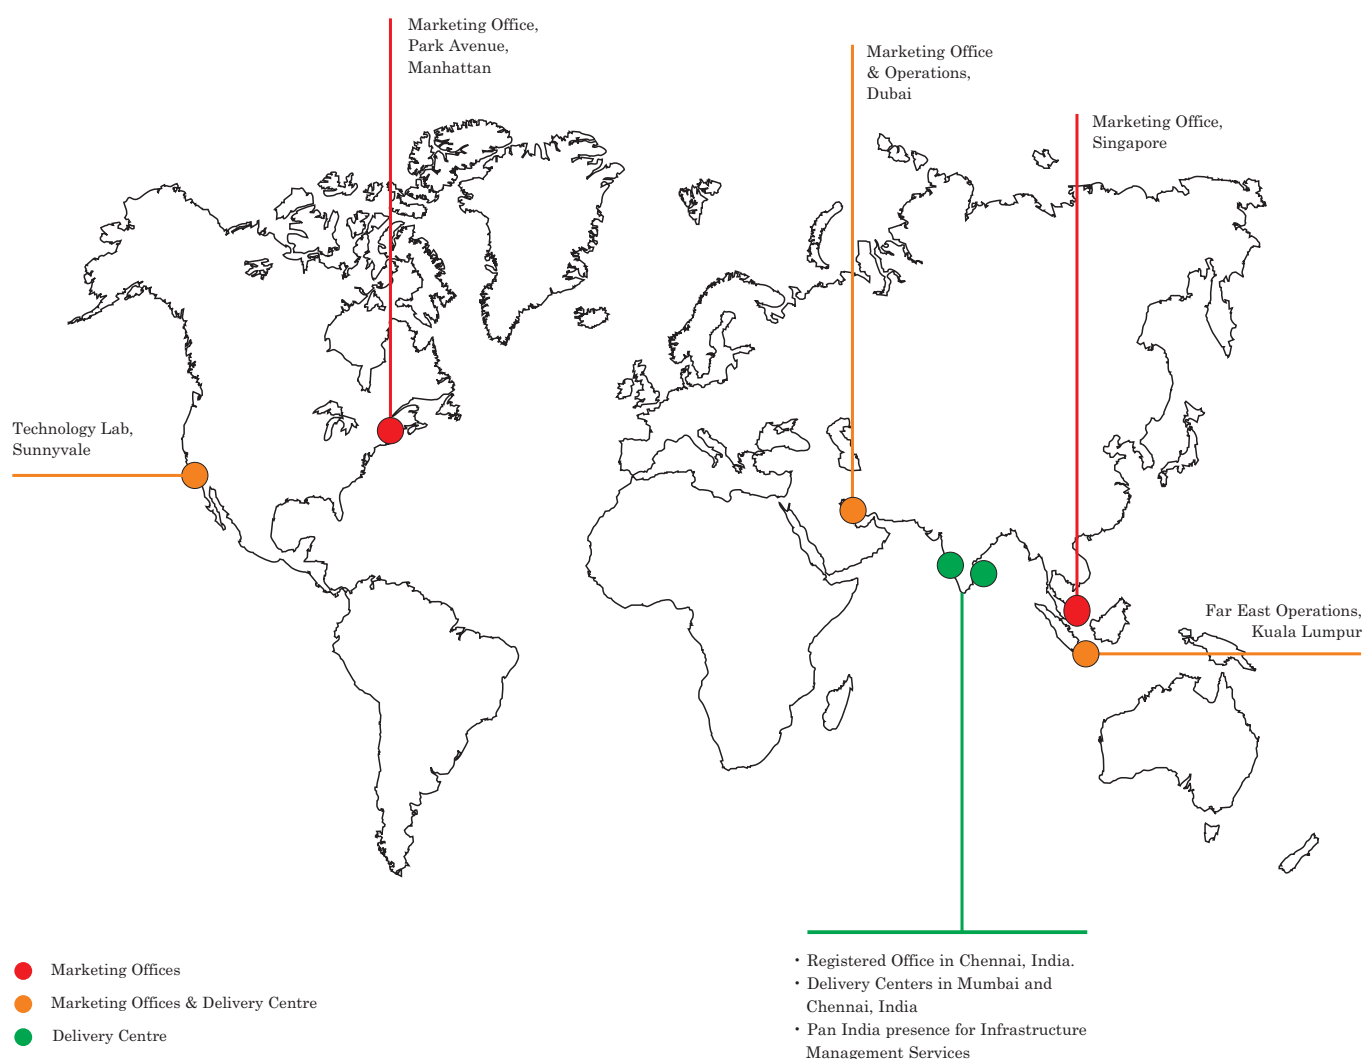 Marketing Office,
Park Avenue,
Manhattan
Marketing Office
& Operations,
Dubai
Marketing Office,
Singapore
Technology Lab,
Sunnyvale
Far East Operations,
Kuala Lumpur
Marketing Offices
Marketing Offices & Delivery Centre
Delivery Centre
• Registered Office in Chennai, India.
• Delivery Centers in Mumbai and
Chennai, India
• Pan India presence for Infrastructure
Management Services